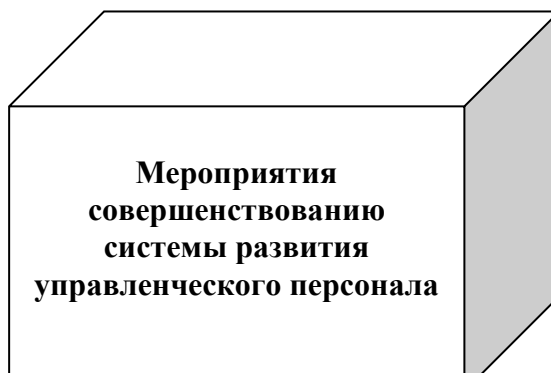 Мероприятия
совершенствованию
системы развития
управленческого персонала